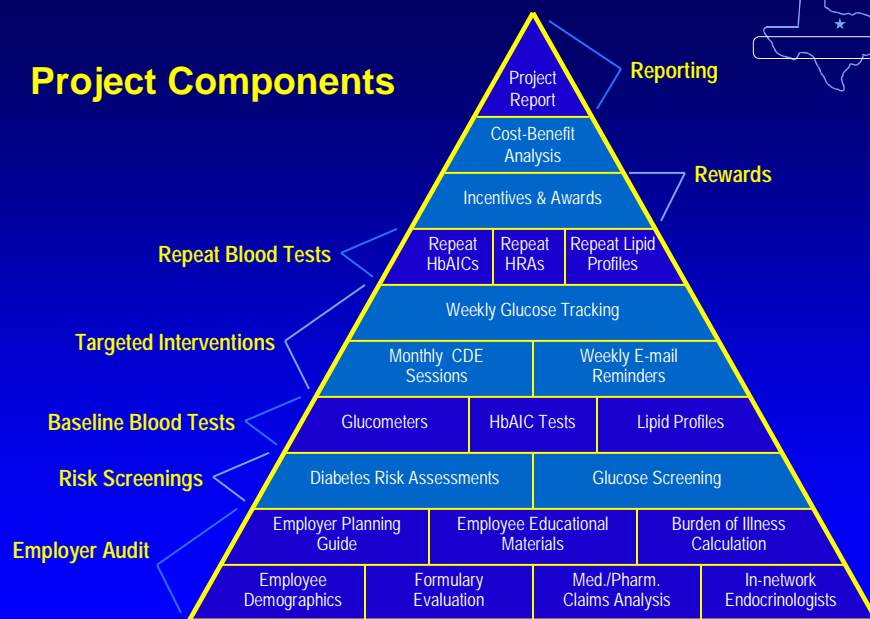 Project Components
Reporting
Project
Report
Cost-Benefit
Analysis
Rewards
Incentives & Awards
Repeat Blood Tests
Repeat
HbAICs
Repeat
HRAs
Repeat Lipid
Profiles
Targeted Interventions
Weekly Glucose Tracking
Monthly CDE
Sessions
Weekly E-mail
Reminders
Baseline Blood Tests
Glucometers
HbAIC Tests
Lipid Profiles
Risk Screenings
Diabetes Risk Assessments
Glucose Screening
Employer Audit
Employer Planning
Guide
Employee Educational
Materials
Burden of Illness
Calculation
Employee
Demographics
Formulary
Evaluation
Med./Pharm.
Claims Analysis
In-network
Endocrinologists